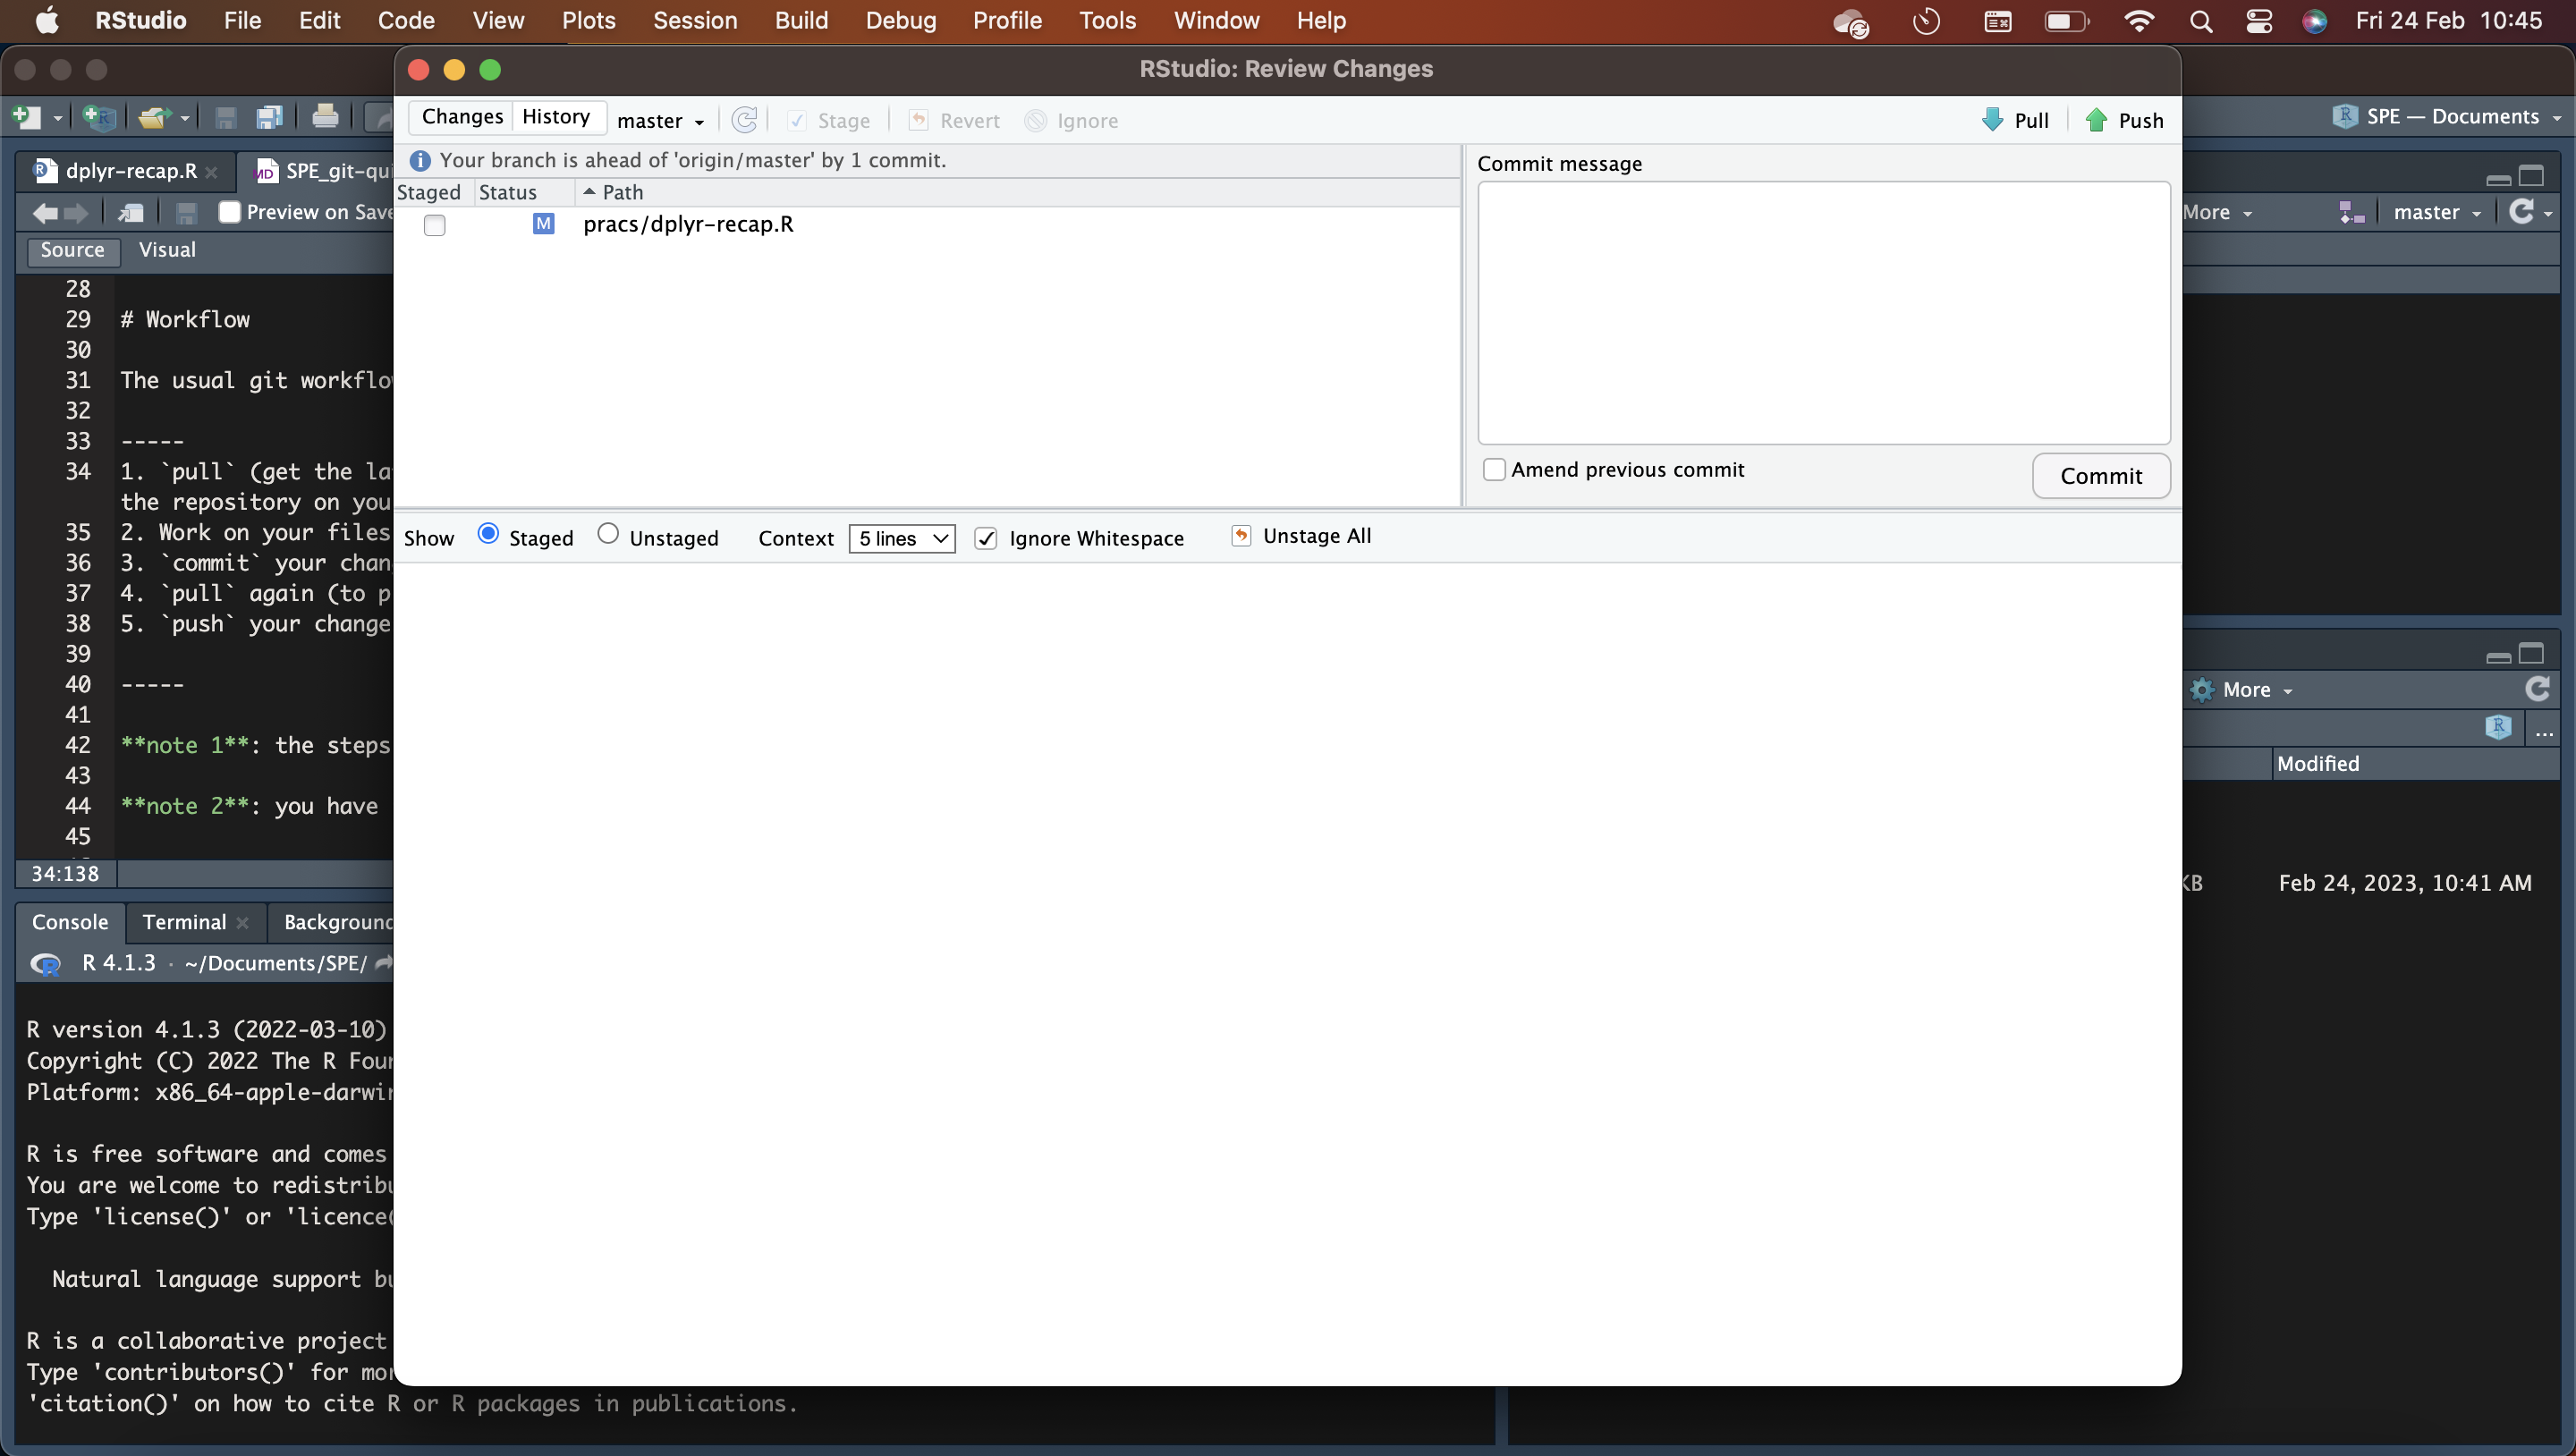 RStudio File Edit Code View Plots Session Build Debug Profile Tools Window Help Fri 24 Feb 10:45
RStudio: Review Changes
SPE — Documents
Changes History master Stage Revert Ignore Pull Push
Your branch is ahead of 'origin/master' by 1 commit.
Staged Status Path
M pracs/dplyr-recap.R
Commit message
Amend previous commit Commit
Show Staged Unstaged Context 5 lines Ignore Whitespace Unstage All
dplyr-recap.R SPE_git-qui
Preview on Save
Source Visual
28
29 # Workflow
30
31 The usual git workflow
32
33 -----
34 1. `pull` (get the la
the repository on you
35 2. Work on your files
36 3. `commit` your chan
37 4. `pull` again (to p
38 5. `push` your change
39
40 -----
41
42 **note 1**: the steps
43
44 **note 2**: you have
45
34:138
Console Terminal Background
R 4.1.3 · ~/Documents/SPE/
R version 4.1.3 (2022-03-10)
Copyright (C) 2022 The R Foun
Platform: x86_64-apple-darwin
R is free software and comes
You are welcome to redistribu
Type 'license()' or 'licence(
Natural language support bu
R is a collaborative project
Type 'contributors()' for mor
'citation()' on how to cite R or R packages in publications.
More master
More
...
Modified
KB Feb 24, 2023, 10:41 AM